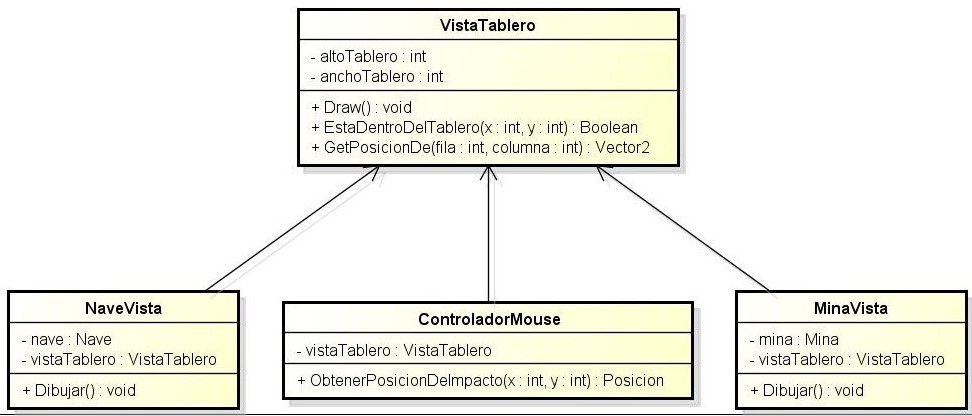 VistaTablero
- altoTablero : int
- anchoTablero : int
+ Draw() : void
+ EstaDentroDelTablero(x : int, y : int) : Boolean
+ GetPosicionDe(fila : int, columna : int) : Vector2
NaveVista
- nave : Nave
- vistaTablero : VistaTablero
+ Dibujar() : void
ControladorMouse
- vistaTablero : VistaTablero
+ ObtenerPosicionDeImpacto(x : int, y : int) : Posicion
MinaVista
- mina : Mina
- vistaTablero : VistaTablero
+ Dibujar() : void